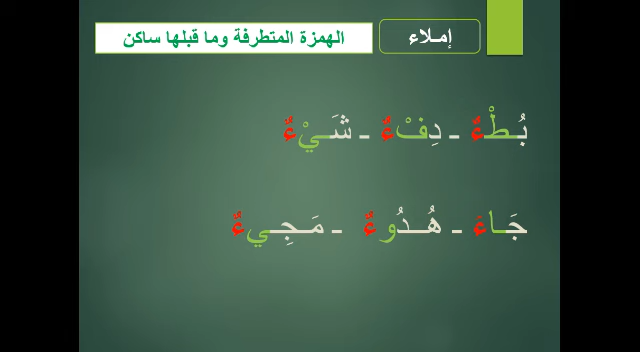 إملاء
الهمزة المتطرفة وما قبلها ساكن
بُطْءٌ - دِفْءٌ - شَيْءٌ
جَاءَ - هُدُوءٌ - مَجِيءٌ